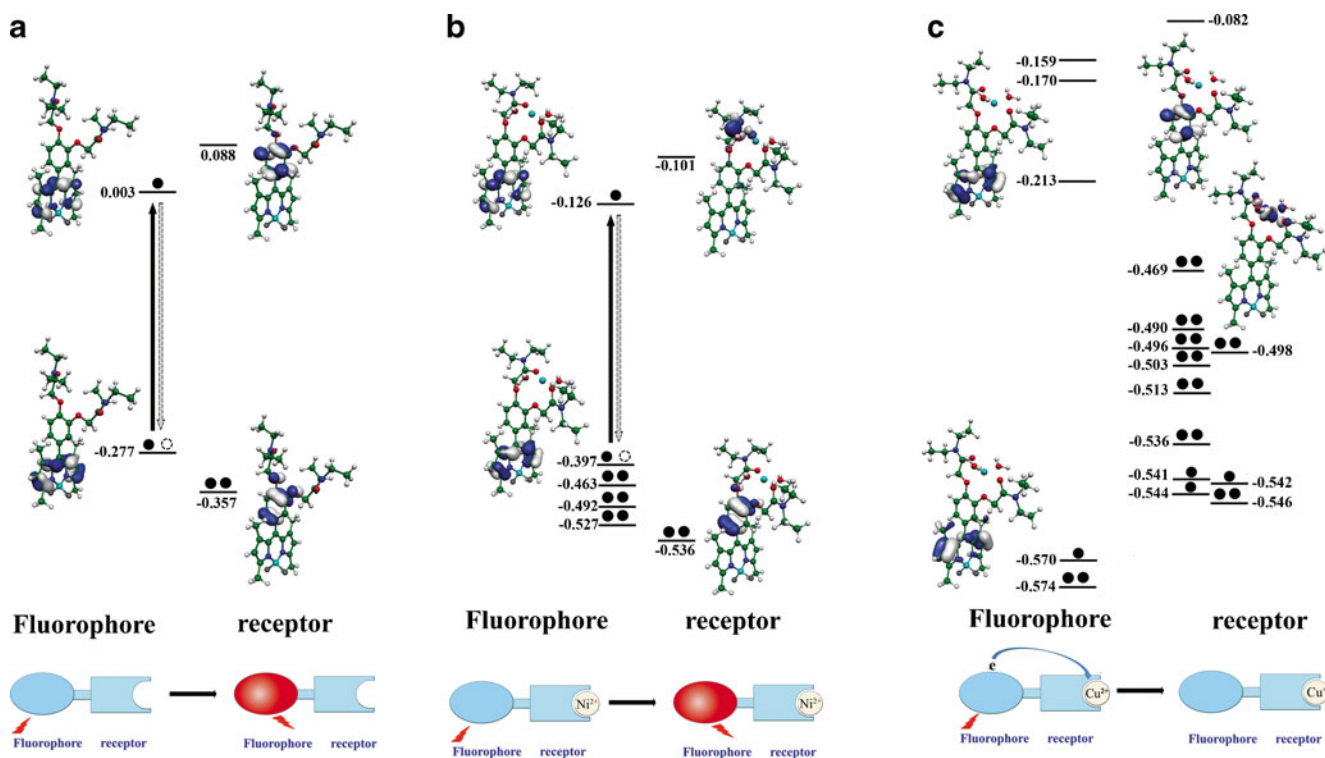 a
b
c
0.003
0.088
-0.277
-0.357
-0.126
-0.101
-0.397
-0.463
-0.492
-0.527
-0.536
-0.082
-0.159
-0.170
-0.213
-0.469
-0.490
-0.496
-0.498
-0.503
-0.513
-0.536
-0.541
-0.542
-0.544
-0.546
-0.570
-0.574
Fluorophore receptor
Fluorophore receptor
Fluorophore receptor
Ni²⁺
Ni²⁺
e
Cu²⁺
Fluorophore receptor
Fluorophore receptor
Fluorophore receptor
Fluorophore receptor
Fluorophore receptor
Fluorophore receptor